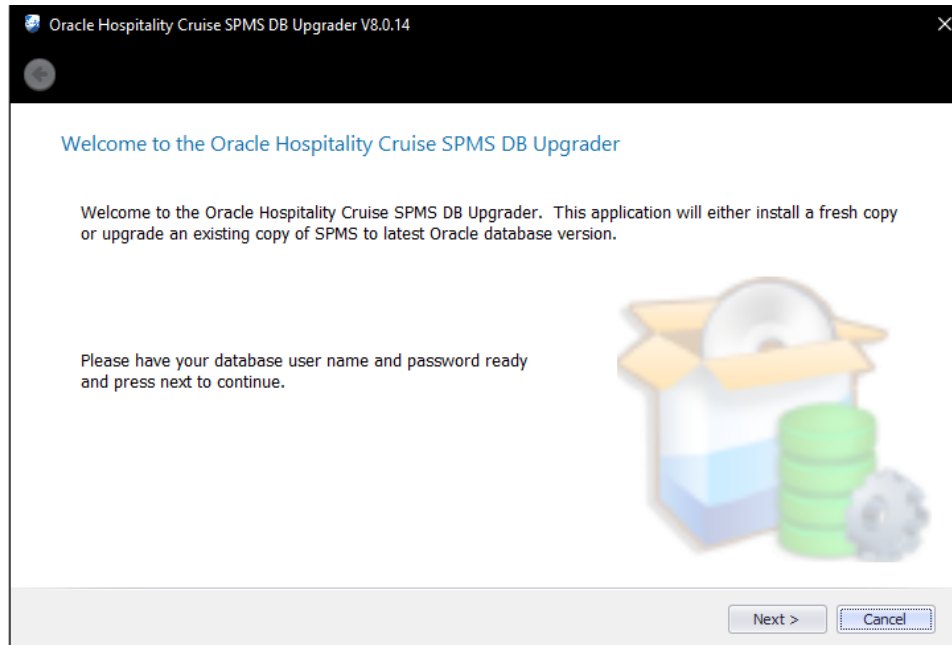 Oracle Hospitality Cruise SPMS DB Upgrader V8.0.14
Welcome to the Oracle Hospitality Cruise SPMS DB Upgrader
Welcome to the Oracle Hospitality Cruise SPMS DB Upgrader.  This application will either install a fresh copy
or upgrade an existing copy of SPMS to latest Oracle database version.
Please have your database user name and password ready
and press next to continue.
Next >
Cancel